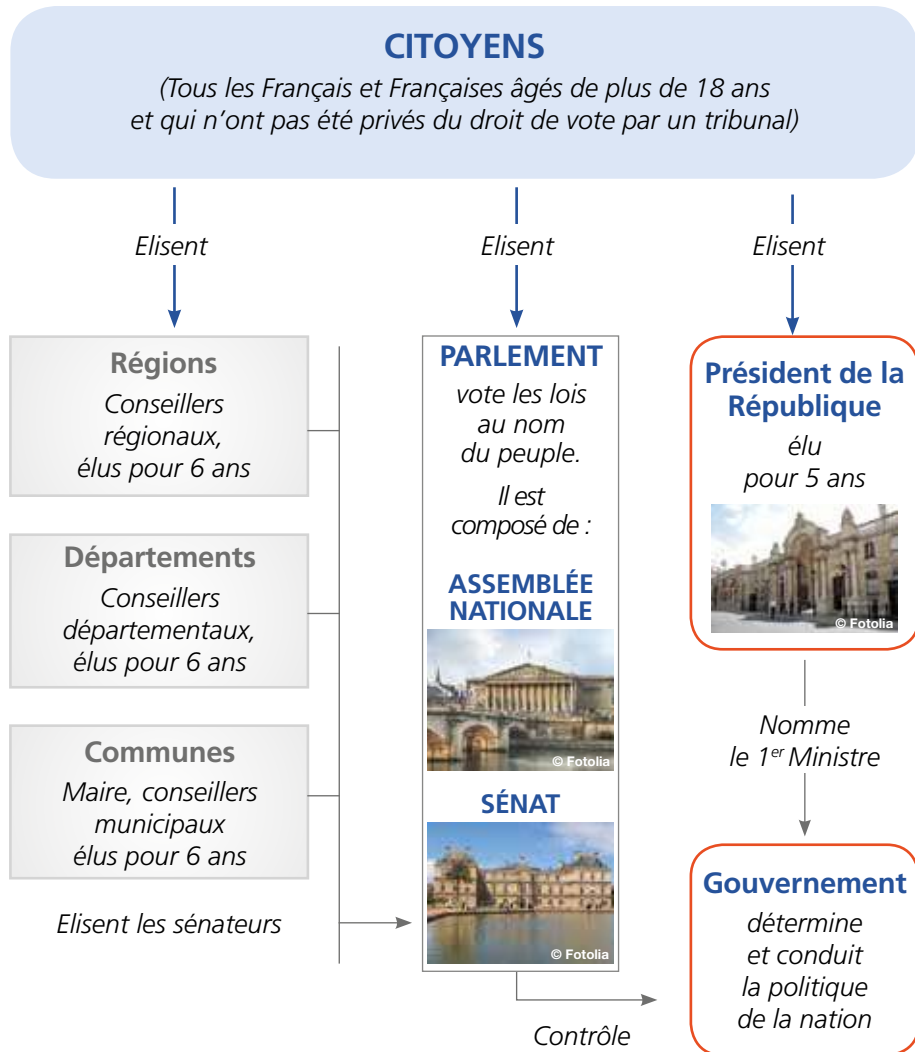 CITOYENS
(Tous les Français et Françaises âgés de plus de 18 ans
et qui n’ont pas été privés du droit de vote par un tribunal)
Elisent
Elisent
Elisent
Régions
Conseillers
régionaux,
élus pour 6 ans
Départements
Conseillers
départementaux,
élus pour 6 ans
Communes
Maire, conseillers
municipaux
élus pour 6 ans
Elisent les sénateurs
PARLEMENT
vote les lois
au nom
du peuple.
Il est
composé de :
ASSEMBLÉE
NATIONALE
© Fotolia
SÉNAT
© Fotolia
Contrôle
Président de la
République
élu
pour 5 ans
© Fotolia
Nomme
le 1er Ministre
Gouvernement
détermine
et conduit
la politique
de la nation